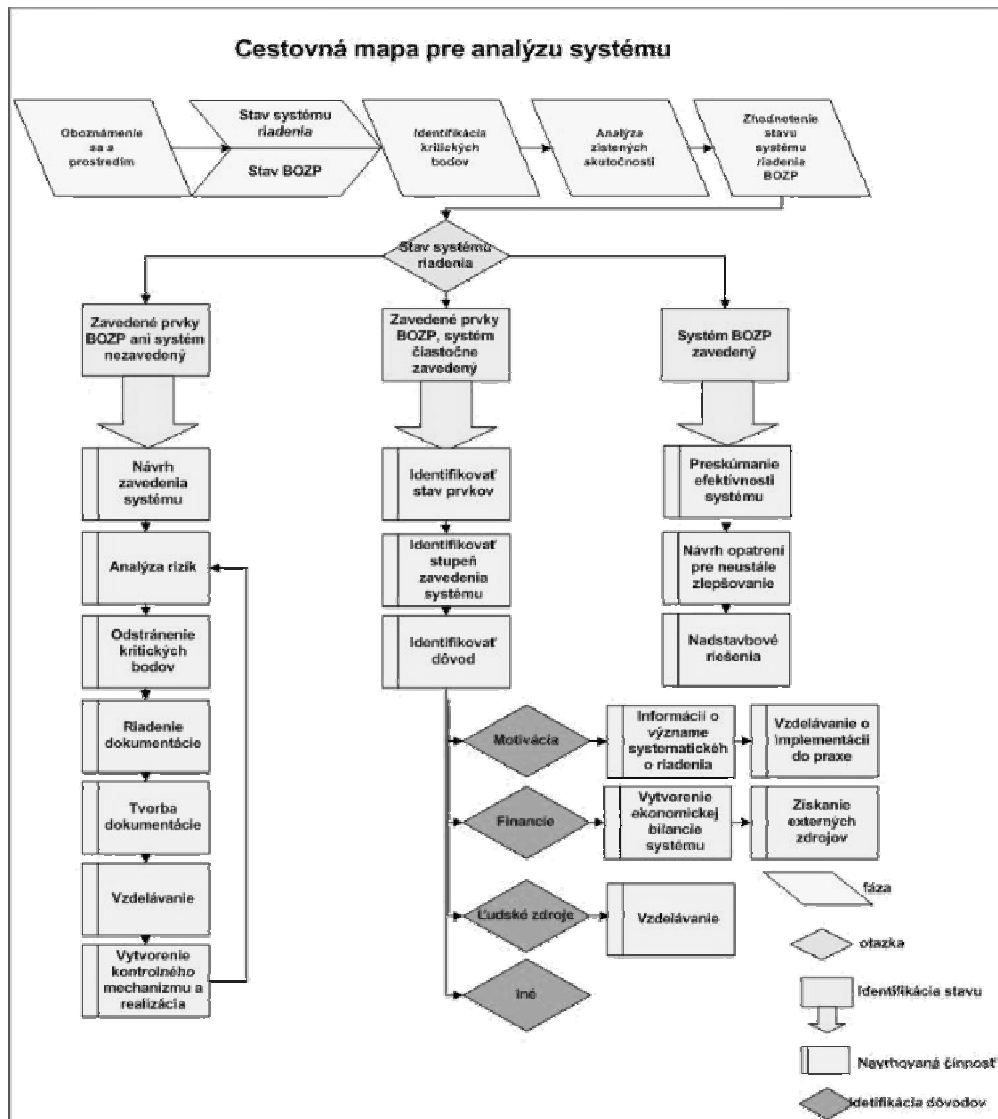 Cestovná mapa pre analýzu systému
Oboznámenie
sa s
prostredím
Stav systému
riadenia
Stav BOZP
Identifikácia
kritických
bodov
Analýza
zistených
skutočností
Zhodnotenie
stavu
systému
riadenia
BOZP
Stav systému
riadenia
Zavedené prvky
BOZP ani systém
nezavedený
Zavedené prvky
BOZP, systém
čiastočne
zavedený
Systém BOZP
zavedený
Návrh
zavedenia
systému
Identifikovať
stav prvkov
Preskúmanie
efektívnosti
systému
Analýza rizík
Identifikovať
stupeň
zavedenia
systému
Návrh opatrení
pre neustále
zlepšovanie
Odstránenie
kritických
bodov
Identifikovať
dôvod
Nadstavbové
riešenia
Riadenie
dokumentácie
Motivácia
Informácií o
význame
systematickéh
o riadenia
Vzdelávanie o
implementácii
do praxe
Tvorba
dokumentácie
Financie
Vytvorenie
ekonomickej
bilancie
systému
Získanie
externých
zdrojov
Vzdelávanie
Ľudské zdroje
Vzdelávanie
Vytvorenie
kontrolného
mechanizmu a
realizácia
Iné
fáza
otazka
Identifikácia stavu
Navrhovaná činnosť
Idetifikácia dôvodov